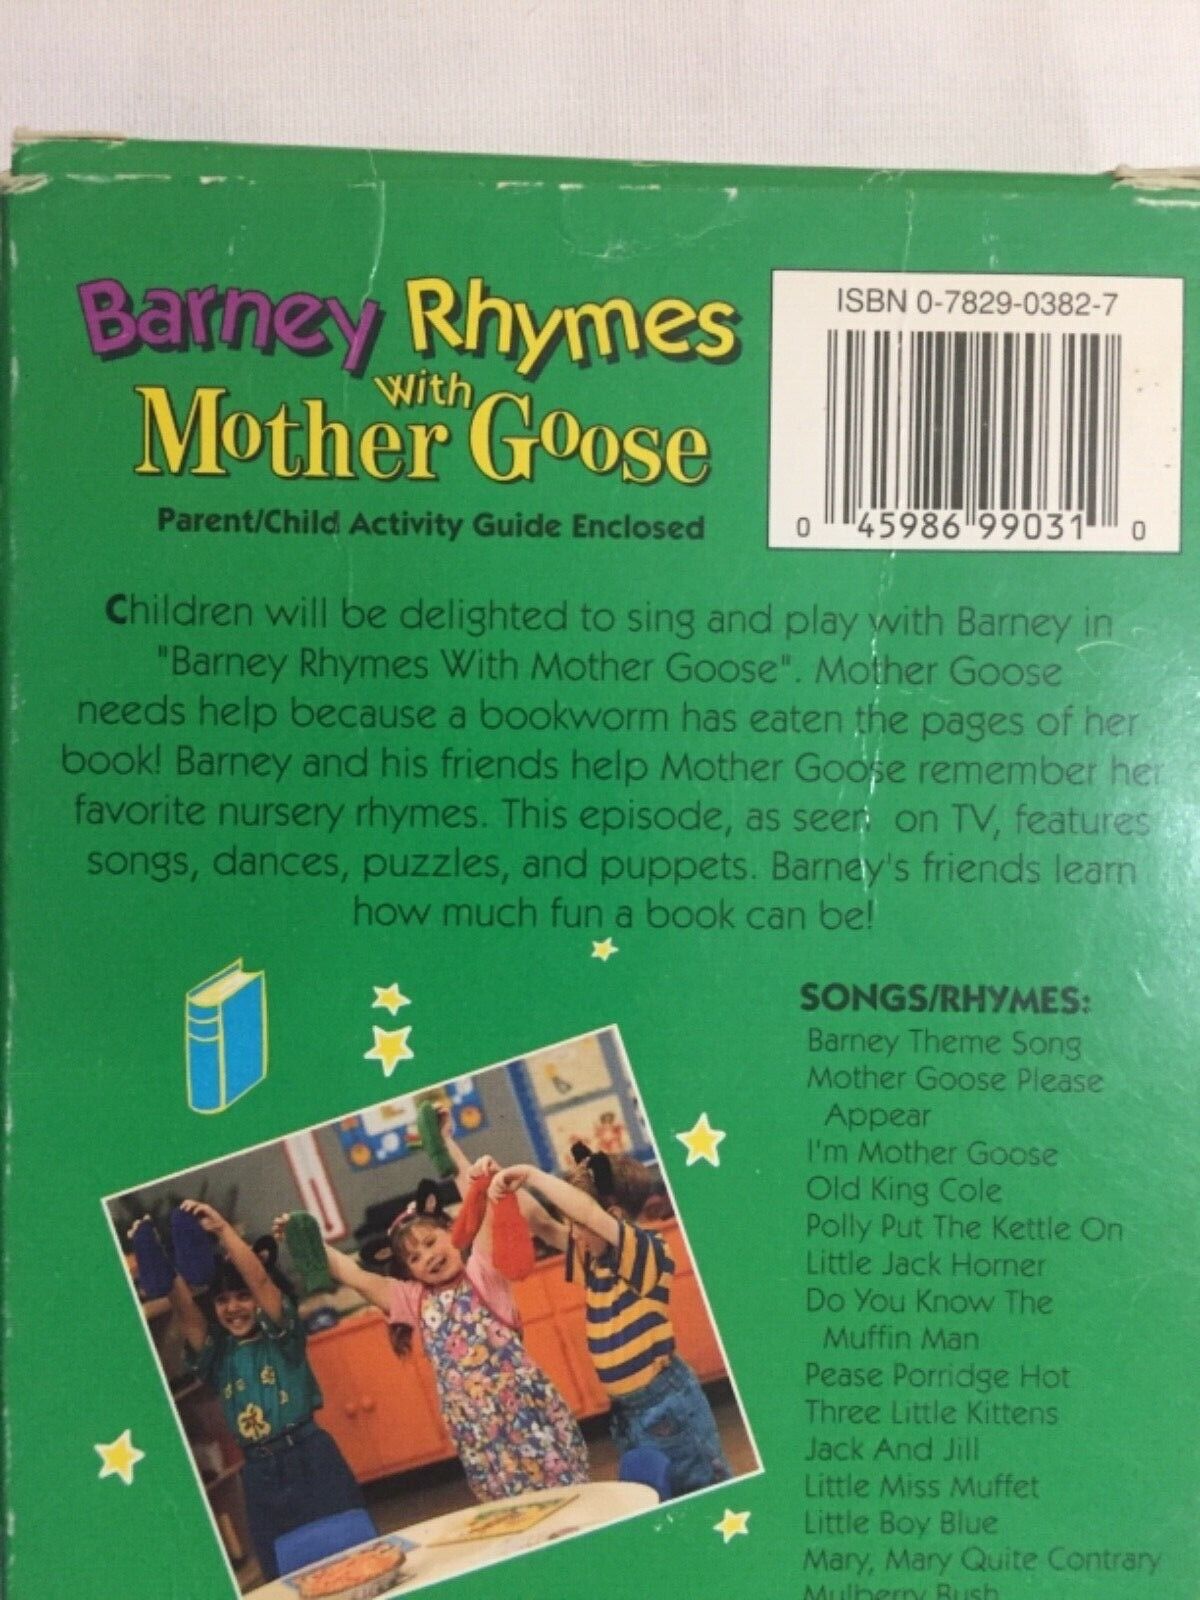 Barney Rhymes
with
Mother Goose
Parent/Child Activity Guide Enclosed
ISBN 0-7829-0382-7
0 45986 99031 0
Children will be delighted to sing and play with Barney in
"Barney Rhymes With Mother Goose". Mother Goose
needs help because a bookworm has eaten the pages of her
book! Barney and his friends help Mother Goose remember her
favorite nursery rhymes. This episode, as seen on TV, features
songs, dances, puzzles, and puppets. Barney's friends learn
how much fun a book can be!
SONGS/RHYMES:
Barney Theme Song
Mother Goose Please
Appear
I'm Mother Goose
Old King Cole
Polly Put The Kettle On
Little Jack Horner
Do You Know The
Muffin Man
Pease Porridge Hot
Three Little Kittens
Jack And Jill
Little Miss Muffet
Little Boy Blue
Mary, Mary Quite Contrary
Mulberry Bush